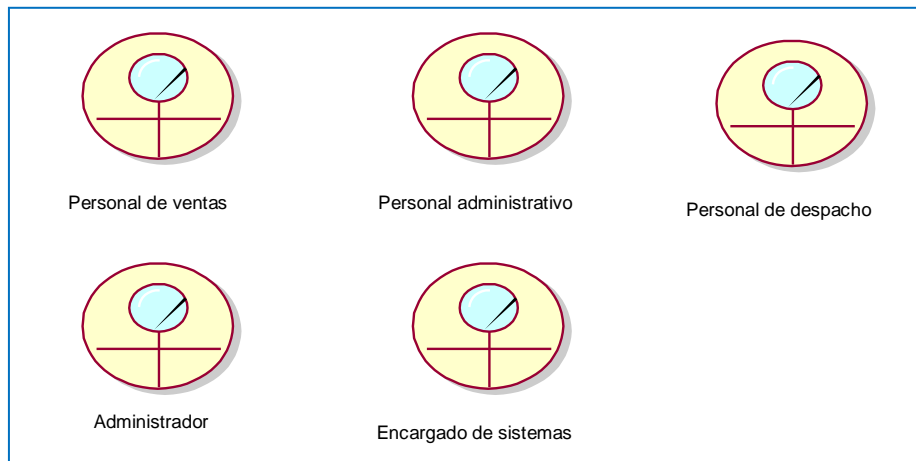 Personal de ventas
Personal administrativo
Personal de despacho
Administrador
Encargado de sistemas